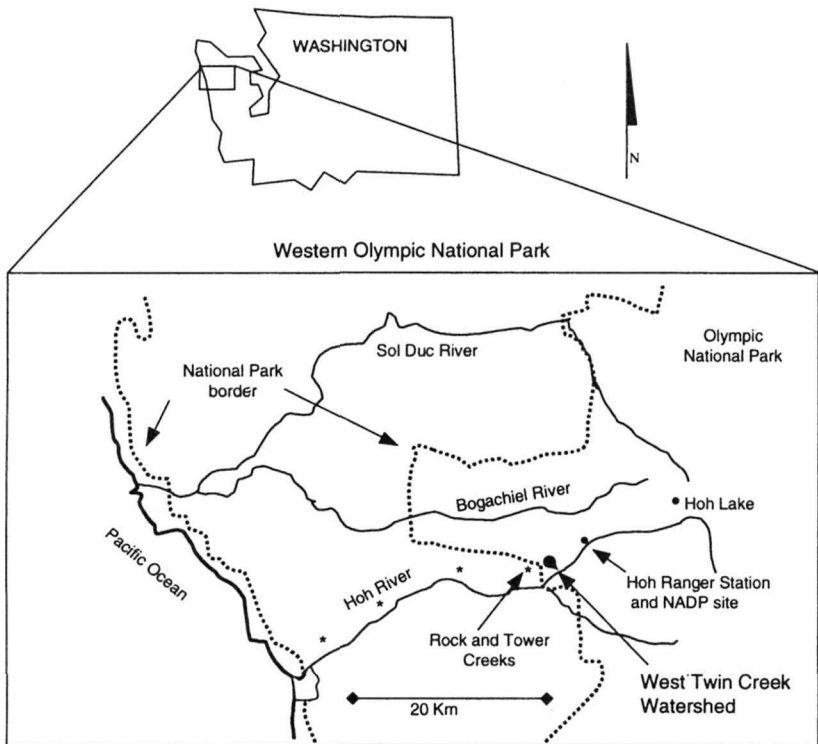 WASHINGTON
N
Western Olympic National Park
Sol Duc River
Olympic
National Park
National Park
border
Bogachiel River
Hoh Lake
Pacific Ocean
Hoh River
Hoh Ranger Station
and NADP site
Rock and Tower
Creeks
West Twin Creek
Watershed
20 Km